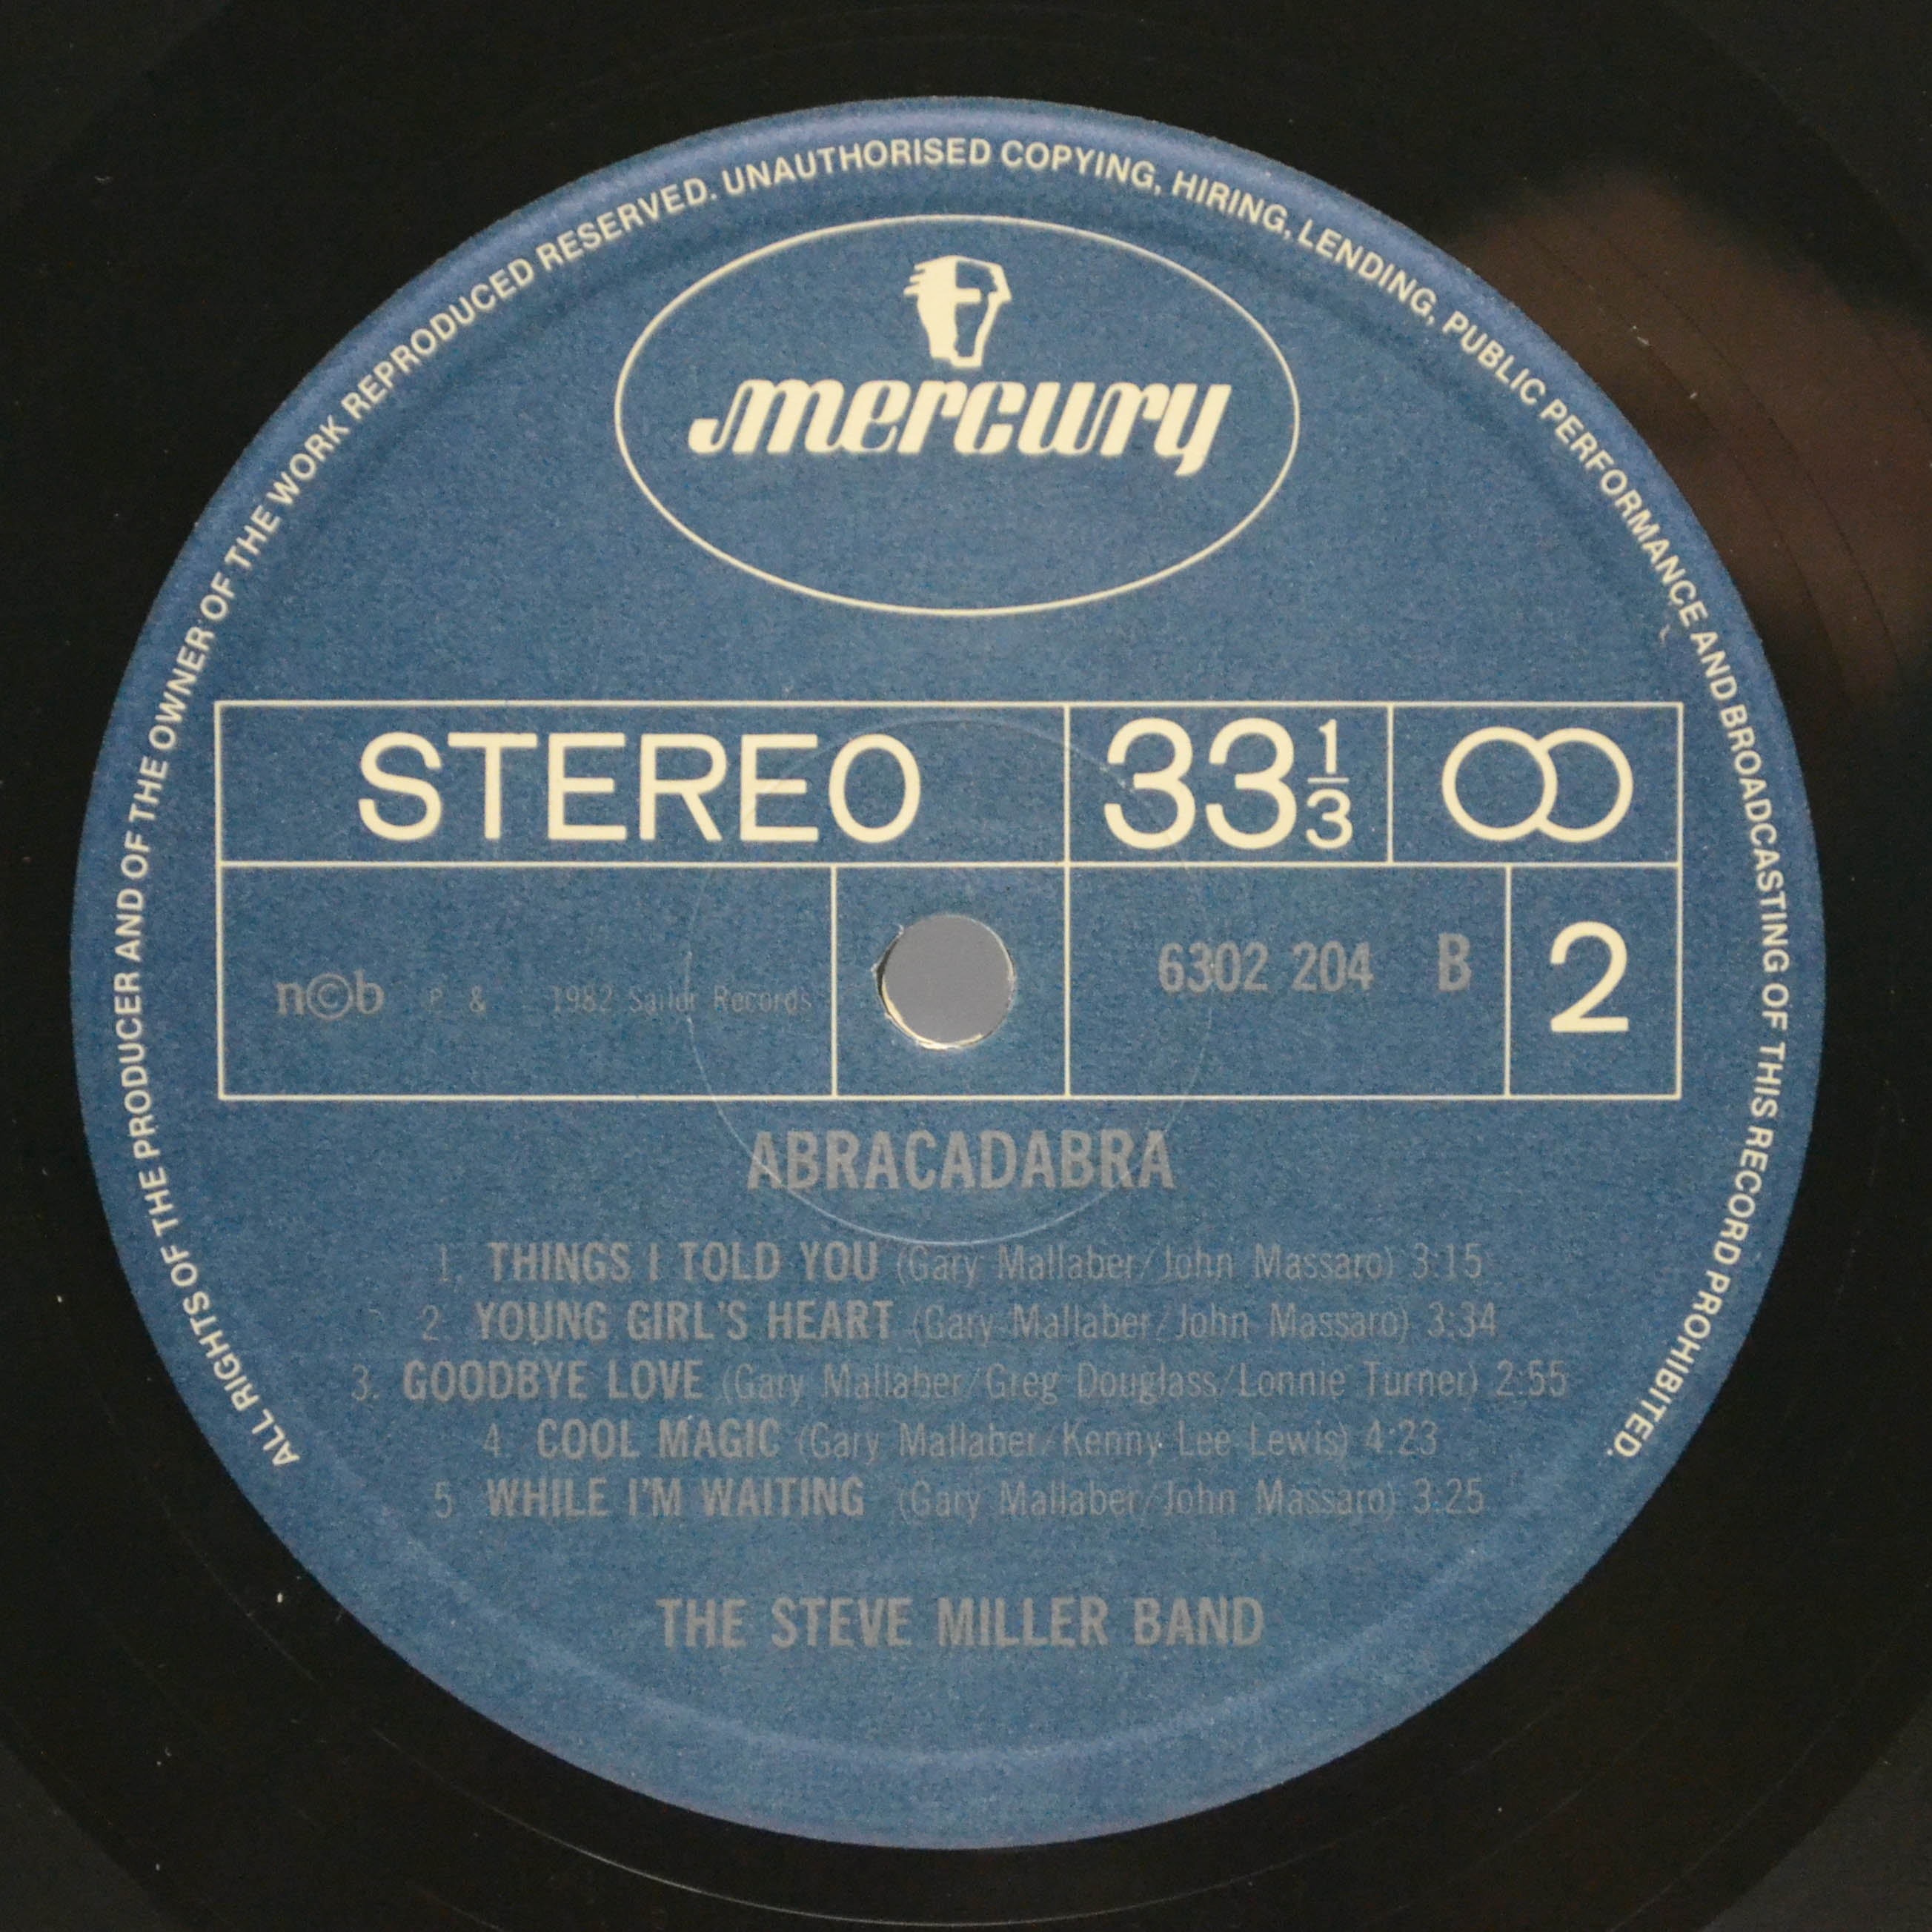 ALL RIGHTS OF THE PRODUCER AND OF THE OWNER OF THE WORK REPRODUCED RESERVED. UNAUTHORISED COPYING, HIRING, LENDING, PUBLIC PERFORMANCE AND BROADCASTING OF THIS RECORD PROHIBITED.
mercury
STEREO 33 1/3
n©b P & 1982 Sailor Records 6302 204 B 2
ABRACADABRA
1. THINGS I TOLD YOU (Gary Mallaber/John Massaro) 3:15
2. YOUNG GIRL'S HEART (Gary Mallaber/John Massaro) 3:34
3. GOODBYE LOVE (Gary Mallaber/Greg Douglass/Lonnie Turner) 2:55
4. COOL MAGIC (Gary Mallaber/Kenny Lee Lewis) 4:23
5. WHILE I'M WAITING (Gary Mallaber/John Massaro) 3:25
THE STEVE MILLER BAND